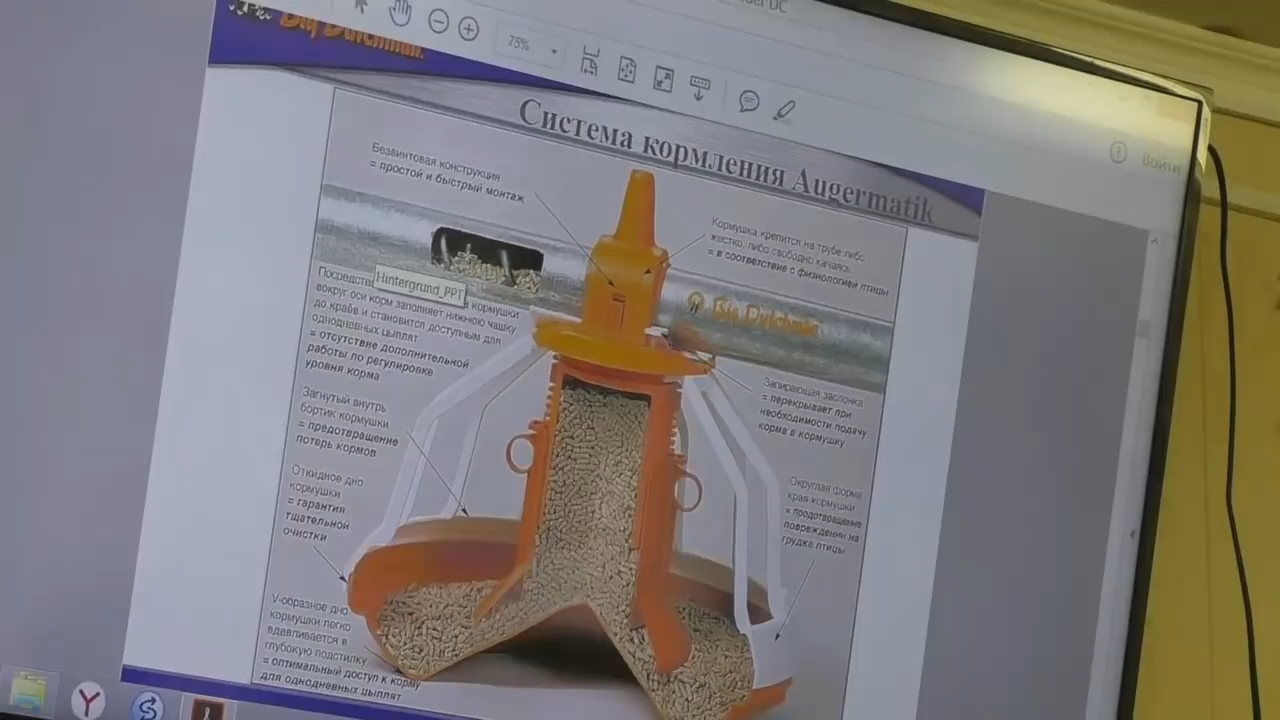 Big Dutchman
75%
Войти
Система кормления Augermatik
Безвинтовая конструкция
= простой и быстрый монтаж
Кормушка крепится на трубе либо
жестко, либо свободно качаясь
= в соответствие с физиологией птицы
Hintergrund_PPT
кормушки
вокруг оси корм заполняет нижнюю чашку
до краёв и становится доступным для
однодневных цыплят
= отсутствие дополнительной
работы по регулировке
уровня корма
Big Dutchman
Загнутый внутрь
бортик кормушки
= предотвращение
потерь кормов
Запирающая заслонка
= перекрывает при
необходимости подачу
корма в кормушку
Откидное дно
кормушки
= гарантия
тщательной
очистки
Округлая форма
края кормушки
= предотвращение
повреждений на
грудке птицы
V-образное дно
кормушки легко
вдавливается в
глубокую подстилку
= оптимальный доступ к корму
для однодневных цыплят